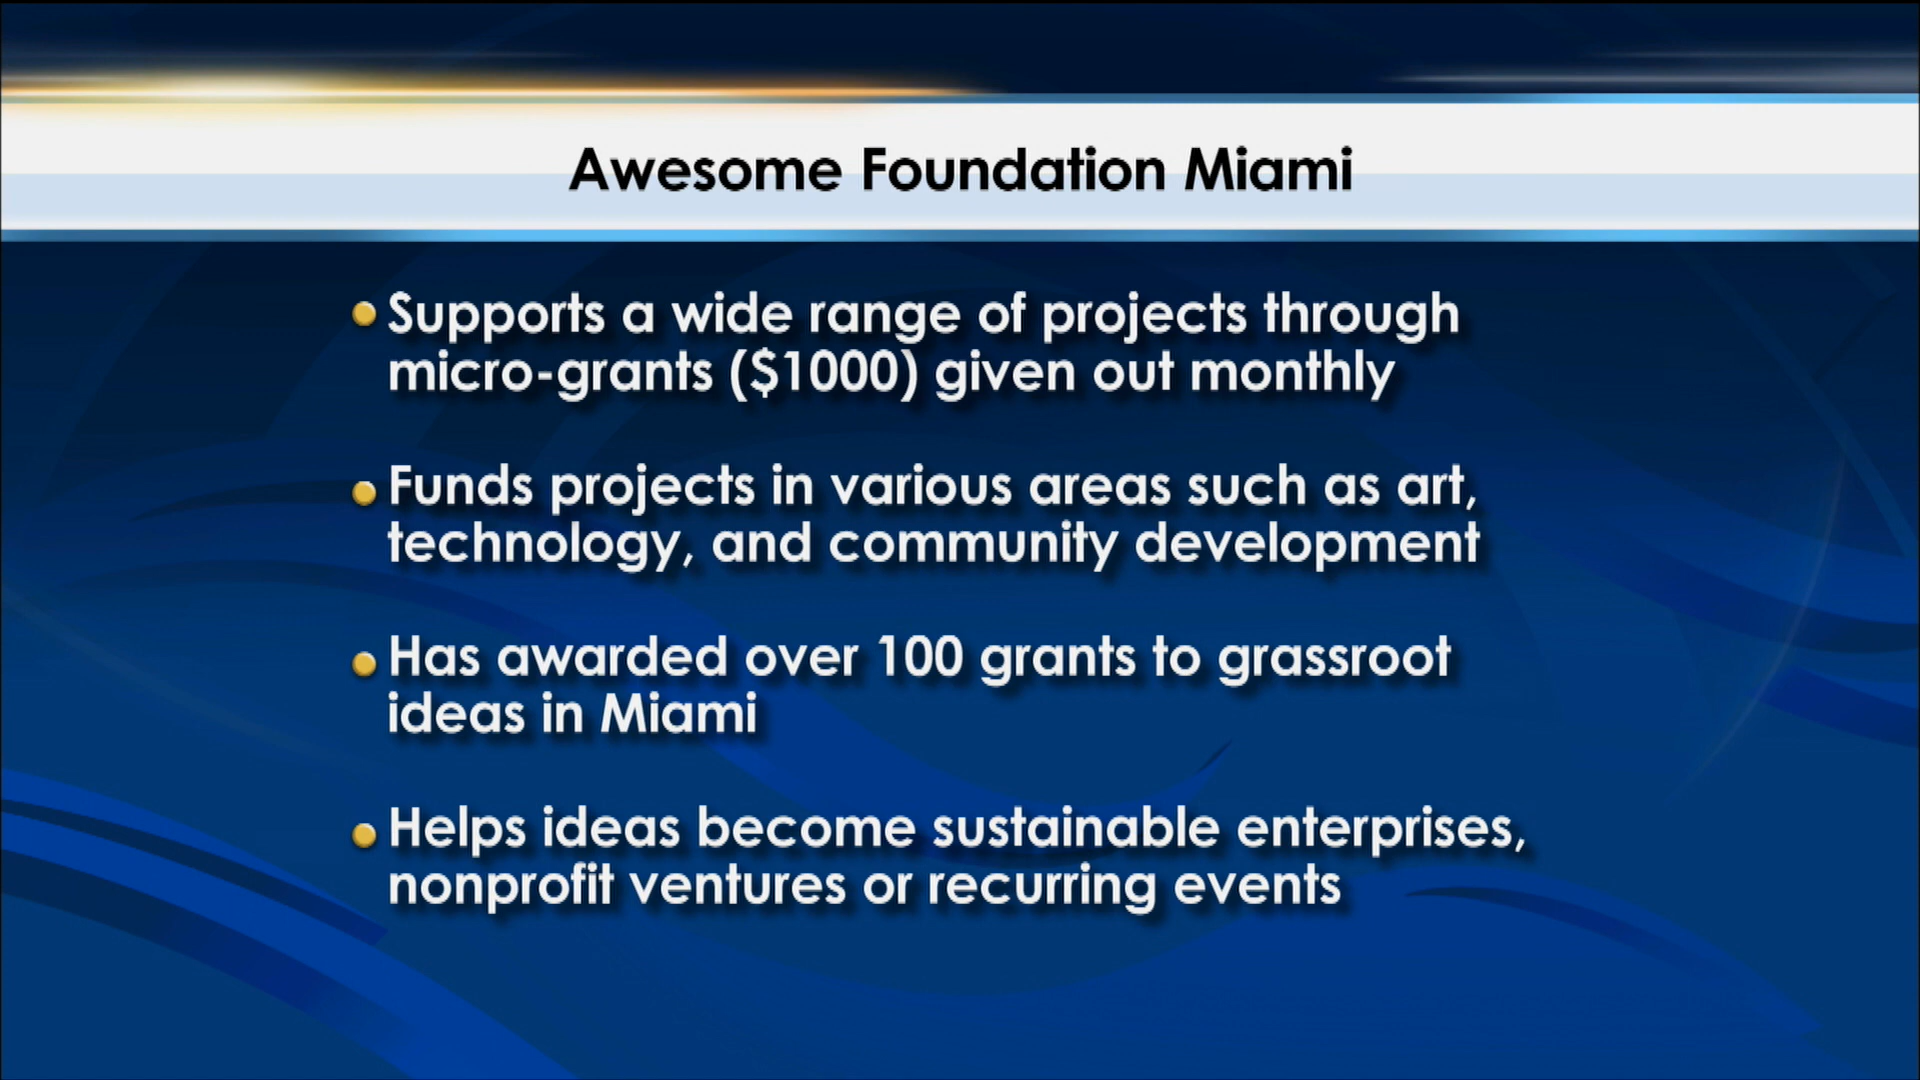 Awesome Foundation Miami
Supports a wide range of projects through
micro-grants ($1000) given out monthly
Funds projects in various areas such as art,
technology, and community development
Has awarded over 100 grants to grassroot
ideas in Miami
Helps ideas become sustainable enterprises,
nonprofit ventures or recurring events